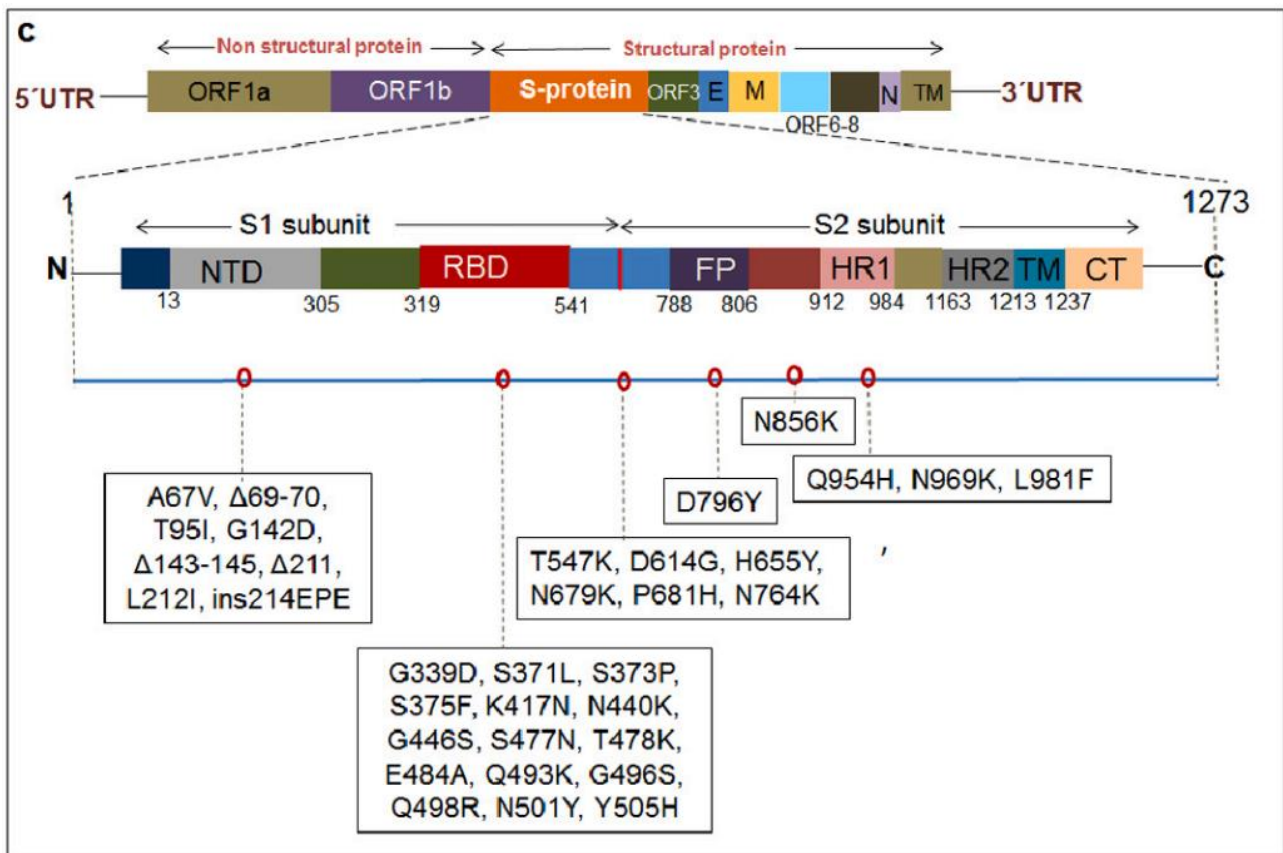 c
Non structural protein Structural protein
5´UTR ORF1a ORF1b S-protein ORF3 E M N TM 3´UTR
ORF6-8
1 1273
S1 subunit S2 subunit
N NTD RBD FP HR1 HR2 TM CT C
13 305 319 541 788 806 912 984 1163 1213 1237
N856K
Q954H, N969K, L981F
D796Y
A67V, Δ69-70,
T95I, G142D,
Δ143-145, Δ211,
L212I, ins214EPE
T547K, D614G, H655Y,
N679K, P681H, N764K
,
G339D, S371L, S373P,
S375F, K417N, N440K,
G446S, S477N, T478K,
E484A, Q493K, G496S,
Q498R, N501Y, Y505H